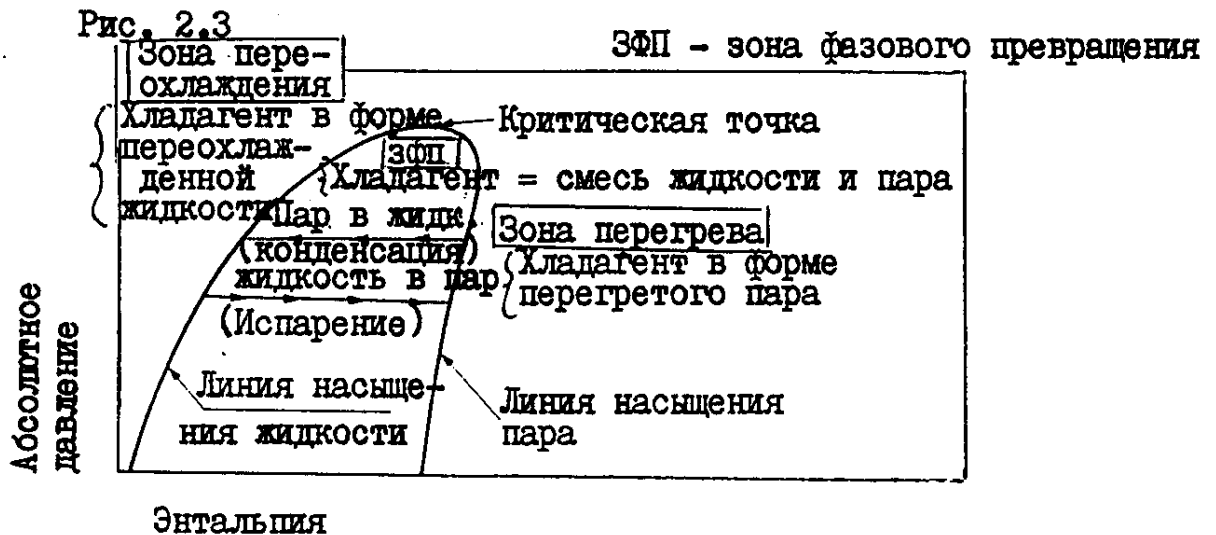 Рис. 2.3
ЗФП - зона фазового превращения
Зона пере-
охлаждения
Хладагент в форме
переохлаж-
денной
жидкости
Критическая точка
зфп
Хладагент = смесь жидкости и пара
Пар в жидк.
(конденсация)
жидкость в пар
(Испарение)
Зона перегрева
Хладагент в форме
перегретого пара
Линия насыще-
ния жидкости
Линия насыщения
пара
Абсолютное
давление
Энтальпия